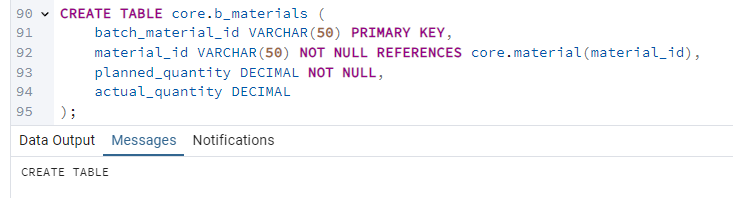 90 CREATE TABLE core.b_materials (
91 batch_material_id VARCHAR(50) PRIMARY KEY,
92 material_id VARCHAR(50) NOT NULL REFERENCES core.material(material_id),
93 planned_quantity DECIMAL NOT NULL,
94 actual_quantity DECIMAL
95 );
Data Output Messages Notifications
CREATE TABLE